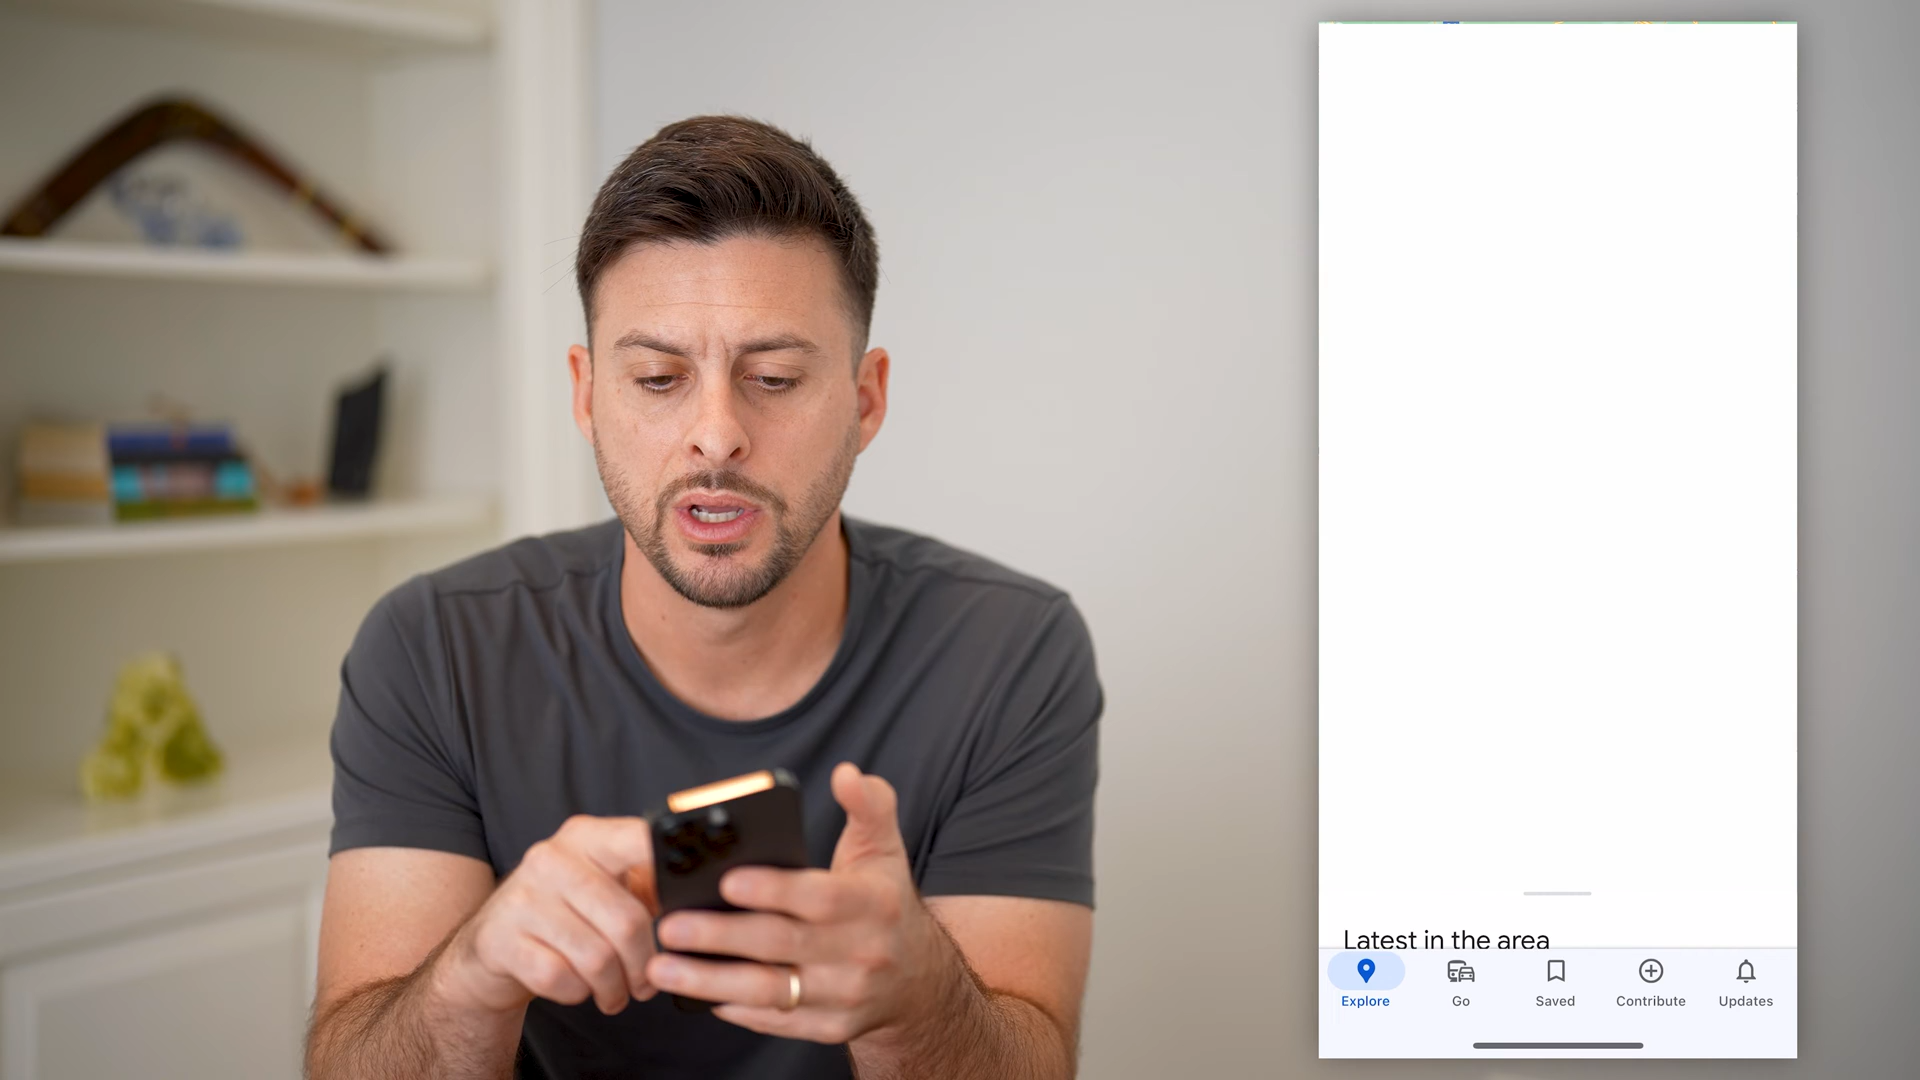 Latest in the area
Explore
Go
Saved
Contribute
Updates